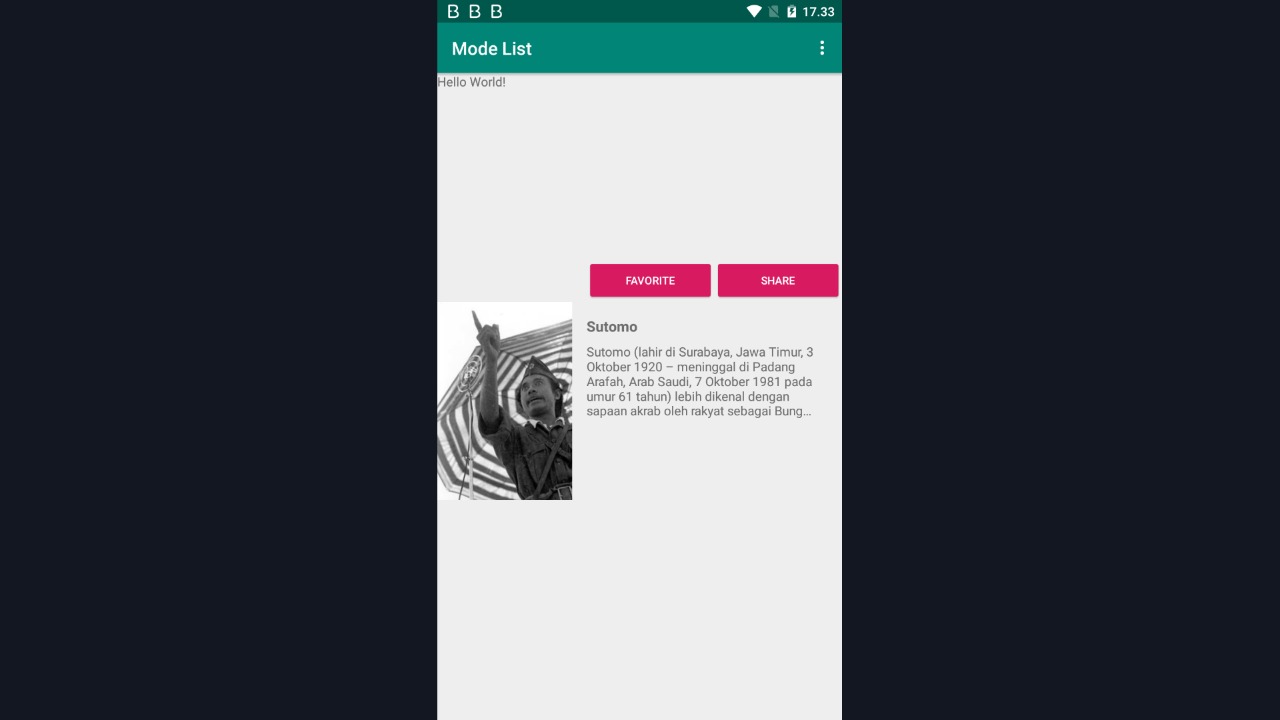 B B B 17.33
Mode List
Hello World!
FAVORITE SHARE
Sutomo
Sutomo (lahir di Surabaya, Jawa Timur, 3
Oktober 1920 – meninggal di Padang
Arafah, Arab Saudi, 7 Oktober 1981 pada
umur 61 tahun) lebih dikenal dengan
sapaan akrab oleh rakyat sebagai Bung…